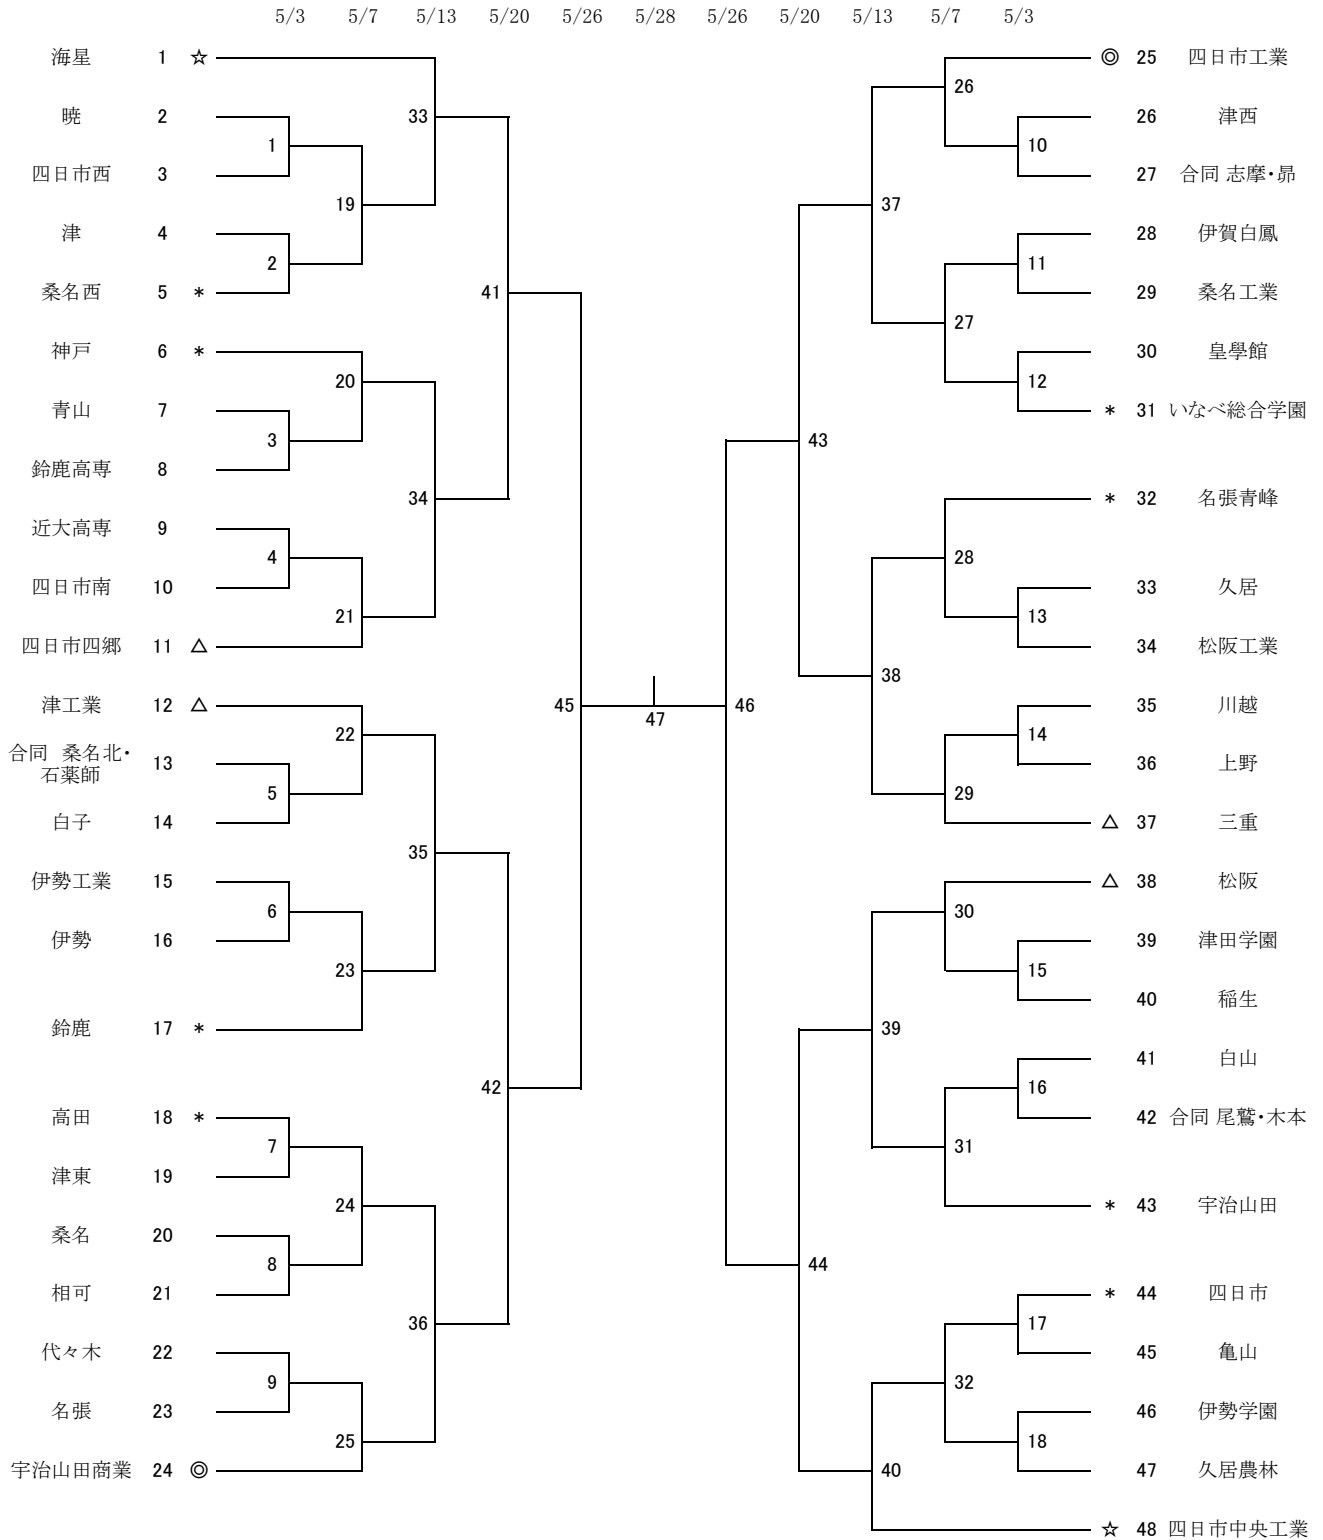 5/3 5/7 5/13 5/20 5/26 5/28 5/26 5/20 5/13 5/7 5/3
海星 1 ☆
暁 2
四日市西 3
津 4
桑名西 5 *
神戸 6 *
青山 7
鈴鹿高専 8
近大高専 9
四日市南 10
四日市四郷 11 △
津工業 12 △
合同 桑名北・
石薬師 13
白子 14
伊勢工業 15
伊勢 16
鈴鹿 17 *
高田 18 *
津東 19
桑名 20
相可 21
代々木 22
名張 23
宇治山田商業 24 ◎
1
2
3
4
5
6
7
8
9
19
20
21
22
23
24
25
33
34
35
36
41
42
45
47
46
43
44
37
38
39
40
26
27
28
29
30
31
32
10
11
12
13
14
15
16
17
18
◎ 25 四日市工業
26 津西
27 合同 志摩・昴
28 伊賀白鳳
29 桑名工業
30 皇學館
* 31 いなべ総合学園
* 32 名張青峰
33 久居
34 松阪工業
35 川越
36 上野
△ 37 三重
△ 38 松阪
39 津田学園
40 稲生
41 白山
42 合同 尾鷲・木本
* 43 宇治山田
* 44 四日市
45 亀山
46 伊勢学園
47 久居農林
☆ 48 四日市中央工業